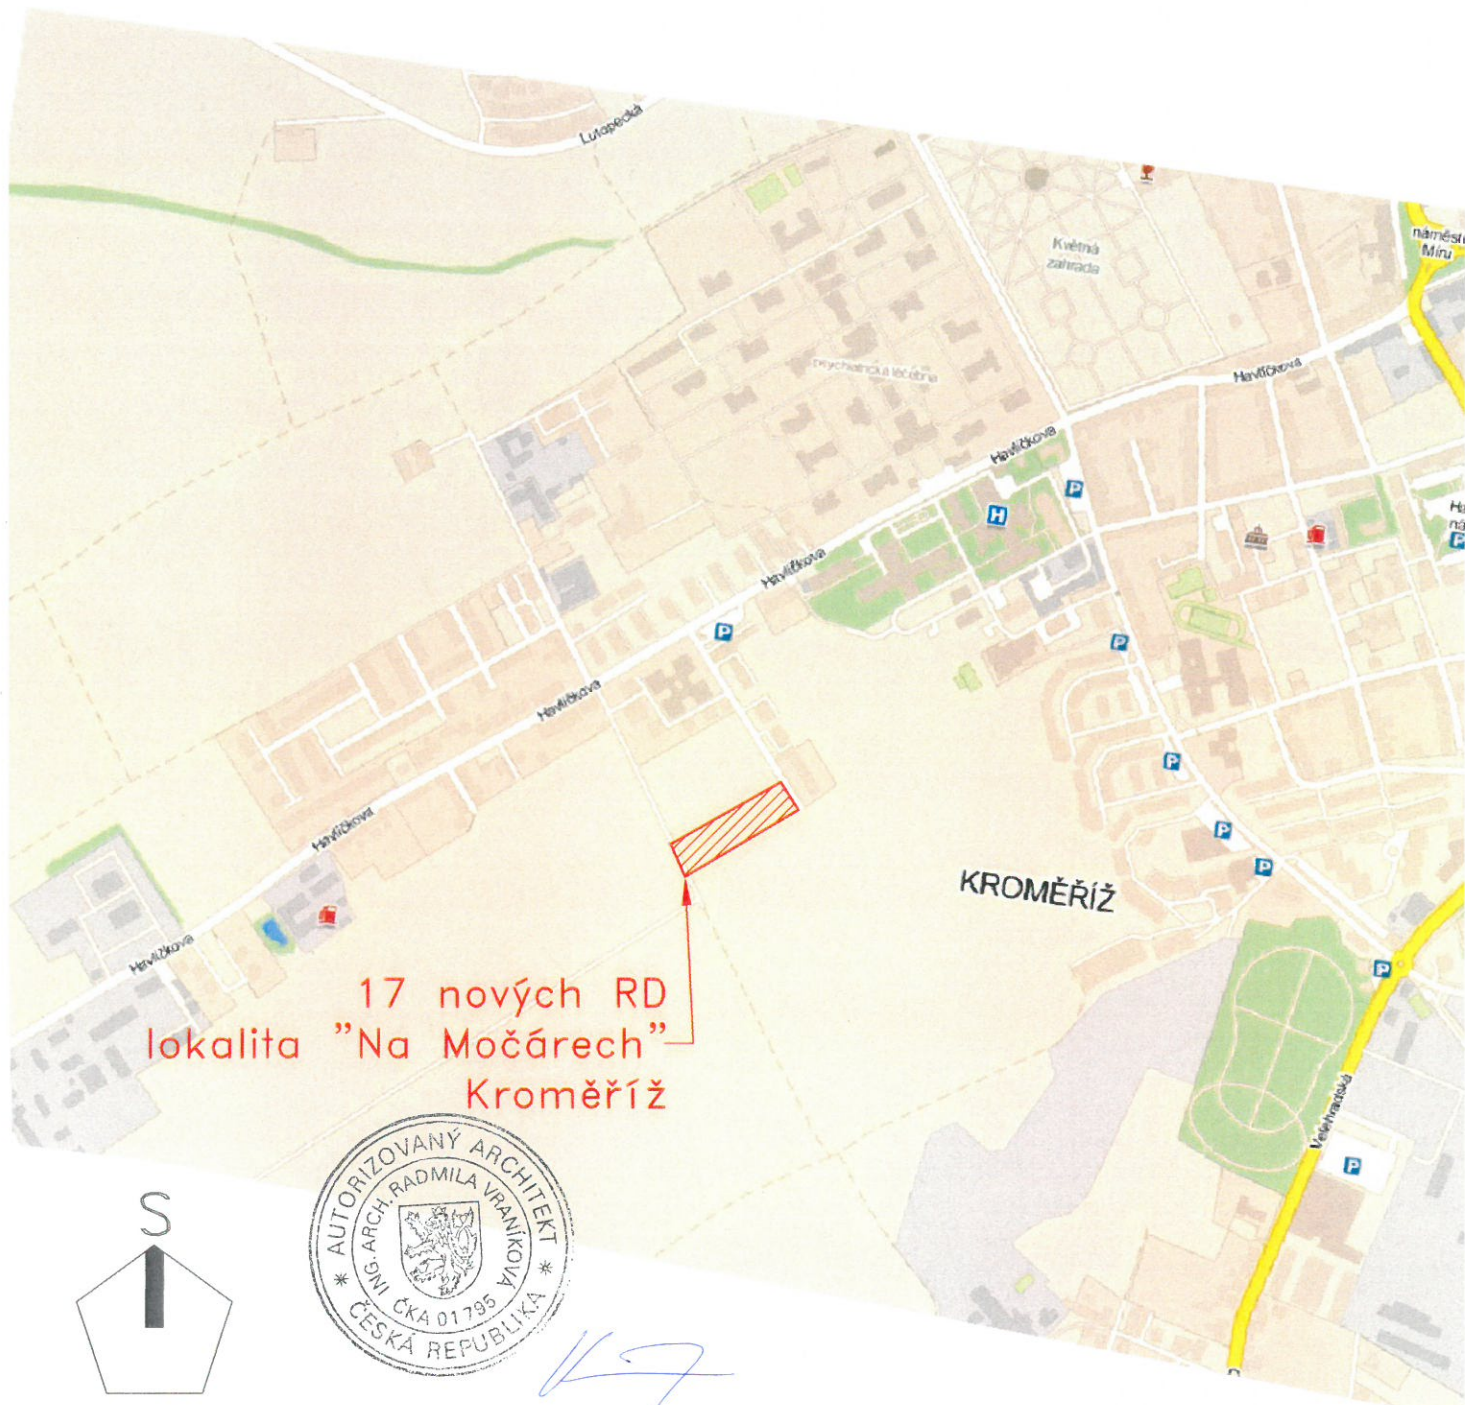 Lutopecká
Květná
zahrada
náměstí
Míru
psychiatrická léčebna
Havlíčkova
Havlíčkova
P
H
P
Havlíčkova
P
P
Havlíčkova
P
Havlíčkova
P
P
KROMĚŘÍŽ
Havlíčkova
P
17 nových RD
lokalita "Na Močárech"
Kroměříž
Velehradská
P
S
AUTORIZOVANÝ ARCHITEKT
ING. ARCH. RADMILA VRANÍKOVÁ
ČKA 01795
* ČESKÁ REPUBLIKA *